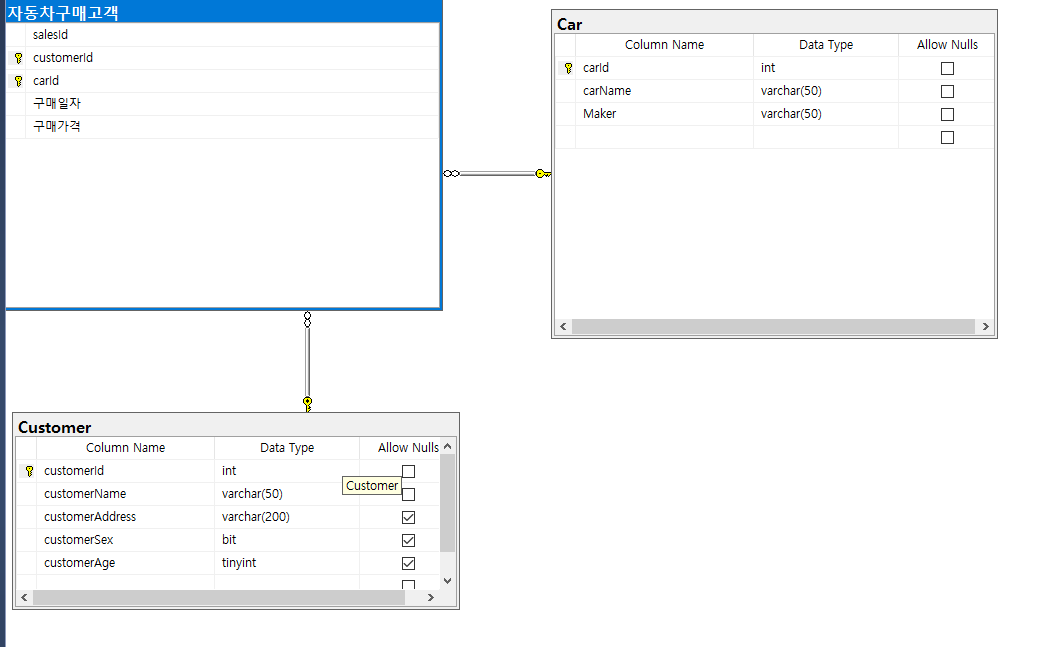 자동차구매고객
salesId
customerId
carId
구매일자
구매가격
Car
Column Name Data Type Allow Nulls
carId int
carName varchar(50)
Maker varchar(50)
Customer
Column Name Data Type Allow Nulls
customerId int
customerName varchar(50)
Customer
customerAddress varchar(200)
customerSex bit
customerAge tinyint